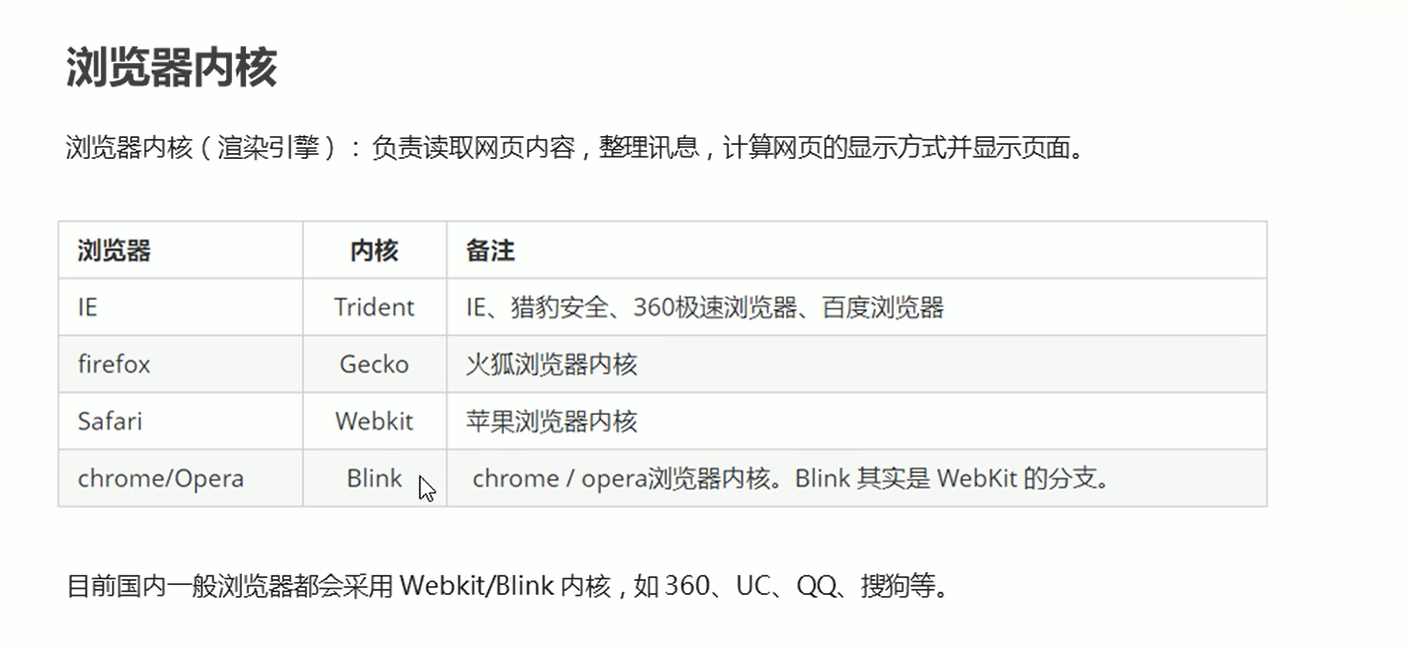 浏览器内核
浏览器内核（渲染引擎）：负责读取网页内容，整理讯息，计算网页的显示方式并显示页面。
浏览器 内核 备注
IE Trident IE、猎豹安全、360极速浏览器、百度浏览器
firefox Gecko 火狐浏览器内核
Safari Webkit 苹果浏览器内核
chrome/Opera Blink chrome / opera浏览器内核。Blink 其实是 WebKit 的分支。
目前国内一般浏览器都会采用 Webkit/Blink 内核，如 360、UC、QQ、搜狗等。